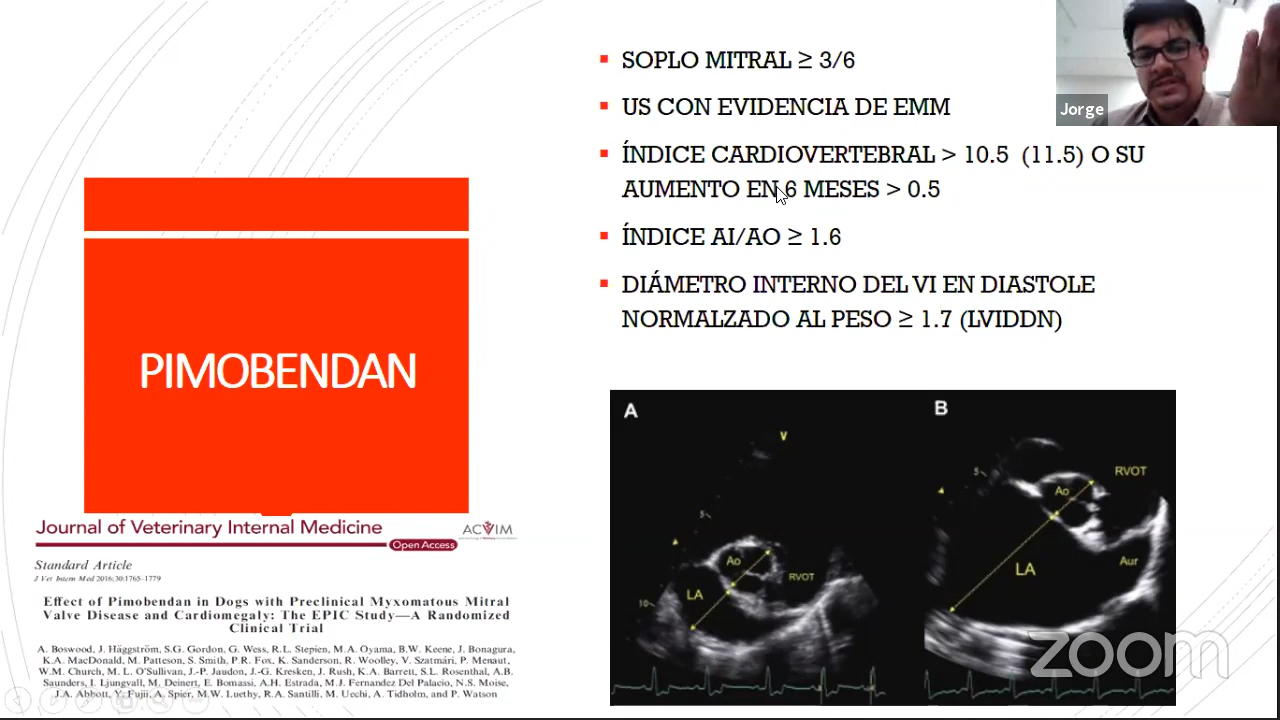 SOPLO MITRAL ≥ 3/6
US CON EVIDENCIA DE EMM
ÍNDICE CARDIOVERTEBRAL > 10.5 (11.5) O SU
AUMENTO EN 6 MESES > 0.5
ÍNDICE AI/AO ≥ 1.6
DIÁMETRO INTERNO DEL VI EN DIASTOLE
NORMALZADO AL PESO ≥ 1.7 (LVIDDN)
Jorge
PIMOBENDAN
Journal of Veterinary Internal Medicine
ACVIM
Open Access
Standard Article
J Vet Intern Med 2016;30:1765–1779
Effect of Pimobendan in Dogs with Preclinical Myxomatous Mitral
Valve Disease and Cardiomegaly: The EPIC Study—A Randomized
Clinical Trial
A. Boswood, J. Häggström, S.G. Gordon, G. Wess, R.L. Stepien, M.A. Oyama, B.W. Keene, J. Bonagura,
K.A. MacDonald, M. Patteson, S. Smith, P.R. Fox, K. Sanderson, R. Woolley, V. Szatmári, P. Menaut,
W.M. Church, M. L. O'Sullivan, J.-P. Jaudon, J.-G. Kresken, J. Rush, K.A. Barrett, S.L. Rosenthal, A.B.
Saunders, I. Ljungvall, M. Deinert, E. Bomassi, A.H. Estrada, M.J. Fernandez Del Palacio, N.S. Moise,
J.A. Abbott, Y. Fujii, A. Spier, M.W. Luethy, R.A. Santilli, M. Uechi, A. Tidholm, and P. Watson
A
V
5
Ao
RVOT
LA
10
B
5
RVOT
Ao
LA
Aur
zoom